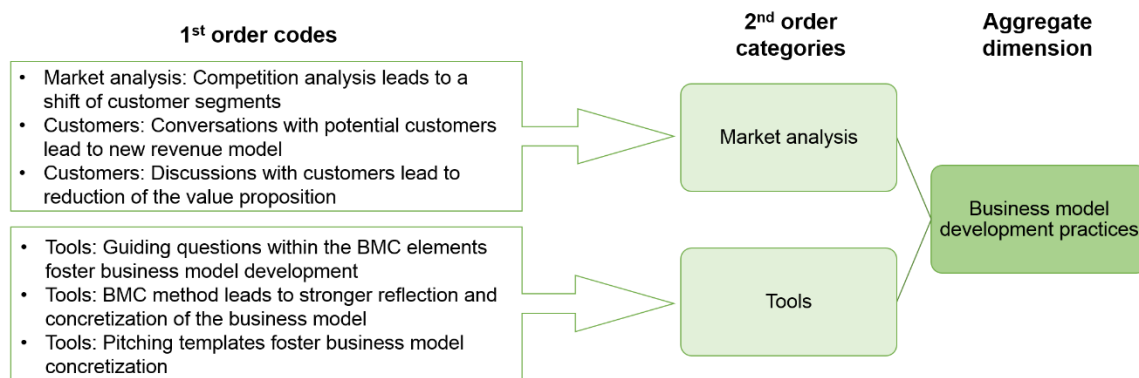 1st order codes
2nd order
categories
Aggregate
dimension
• Market analysis: Competition analysis leads to a
shift of customer segments
• Customers: Conversations with potential customers
lead to new revenue model
• Customers: Discussions with customers lead to
reduction of the value proposition
Market analysis
• Tools: Guiding questions within the BMC elements
foster business model development
• Tools: BMC method leads to stronger reflection and
concretization of the business model
• Tools: Pitching templates foster business model
concretization
Tools
Business model
development practices